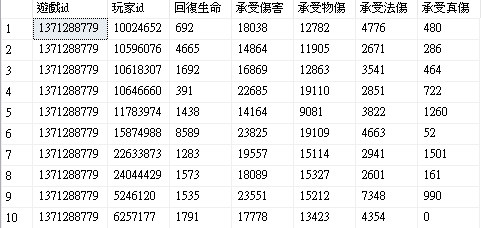 遊戲id 玩家id 回復生命 承受傷害 承受物傷 承受法傷 承受真傷
1 1371288779 10024652 692 18038 12782 4776 480
2 1371288779 10596076 4665 14864 11905 2671 286
3 1371288779 10618307 1692 16869 12863 3541 464
4 1371288779 10646660 391 22685 19110 2851 722
5 1371288779 11783974 1438 14164 9081 3822 1260
6 1371288779 15874988 8589 23825 19109 4663 52
7 1371288779 22633873 1283 19557 15114 2941 1501
8 1371288779 24044429 1573 18089 15327 2601 161
9 1371288779 5246120 1535 23551 15212 7348 990
10 1371288779 6257177 1791 17778 13423 4354 0